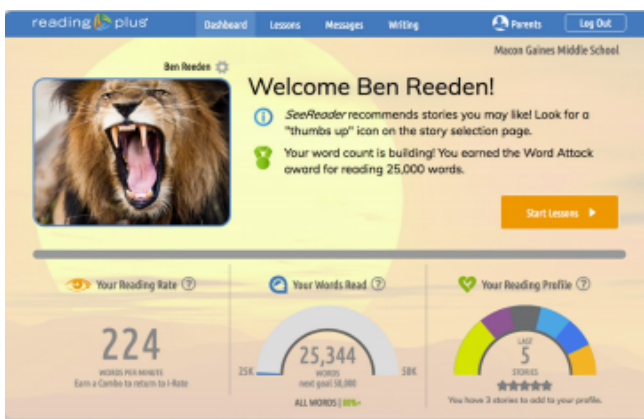 reading plus
Dashboard Lessons Messages Writing Parents Log Out
Macon Gaines Middle School
Ben Reeden
Welcome Ben Reeden!
SeeReader recommends stories you may like! Look for a
"thumbs up" icon on the story selection page.
Your word count is building! You earned the Word Attack
award for reading 25,000 words.
Start Lessons
Your Reading Rate ?
Your Words Read ?
Your Reading Profile ?
224
WORDS PER MINUTE
Earn a Combo to return to I-Rate
25K
25,344
WORDS
next goal 50,000
50K
ALL WORDS | 80%+
LAST
5
STORIES
You have 3 stories to add to your profile.